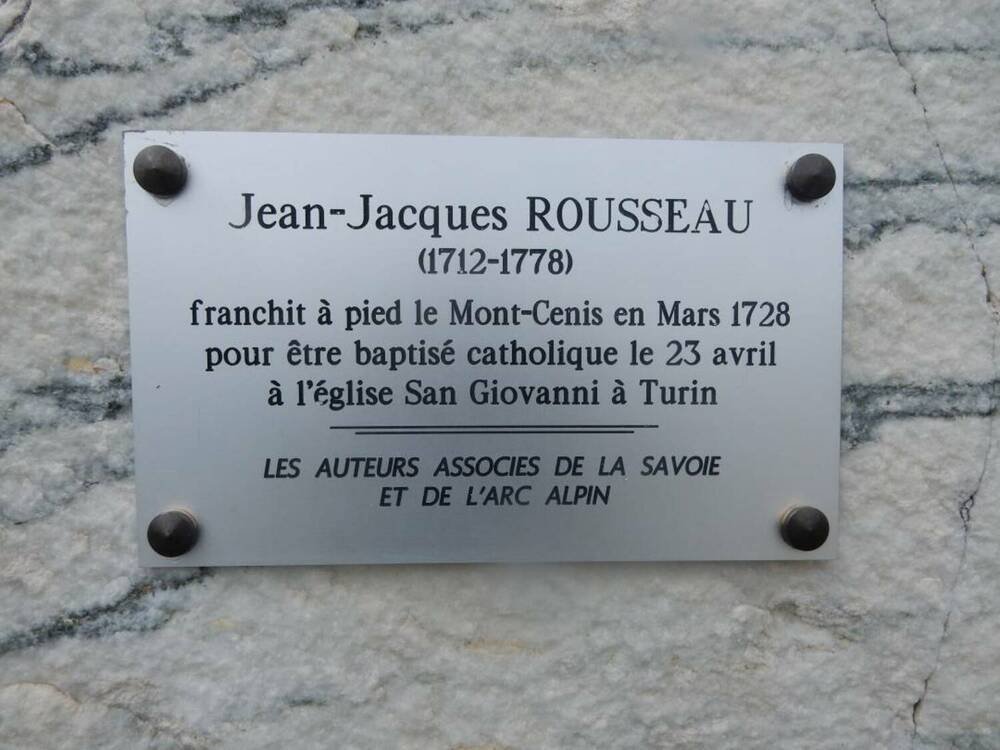 Jean-Jacques ROUSSEAU
(1712-1778)
franchit à pied le Mont-Cenis en Mars 1728
pour être baptisé catholique le 23 avril
à l'église San Giovanni à Turin
LES AUTEURS ASSOCIES DE LA SAVOIE
ET DE L'ARC ALPIN